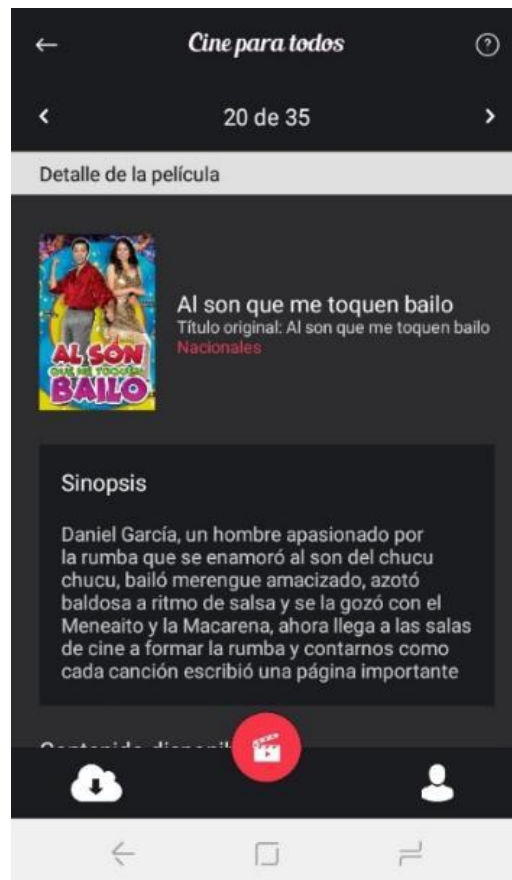 Cine para todos
20 de 35
Detalle de la película
AL SON
QUE ME TOQUEN
BAILO
Al son que me toquen bailo
Título original: Al son que me toquen bailo
Nacionales
Sinopsis
Daniel García, un hombre apasionado por
la rumba que se enamoró al son del chucu
chucu, bailó merengue amacizado, azotó
baldosa a ritmo de salsa y se la gozó con el
Meneaito y la Macarena, ahora llega a las salas
de cine a formar la rumba y contarnos como
cada canción escribió una página importante